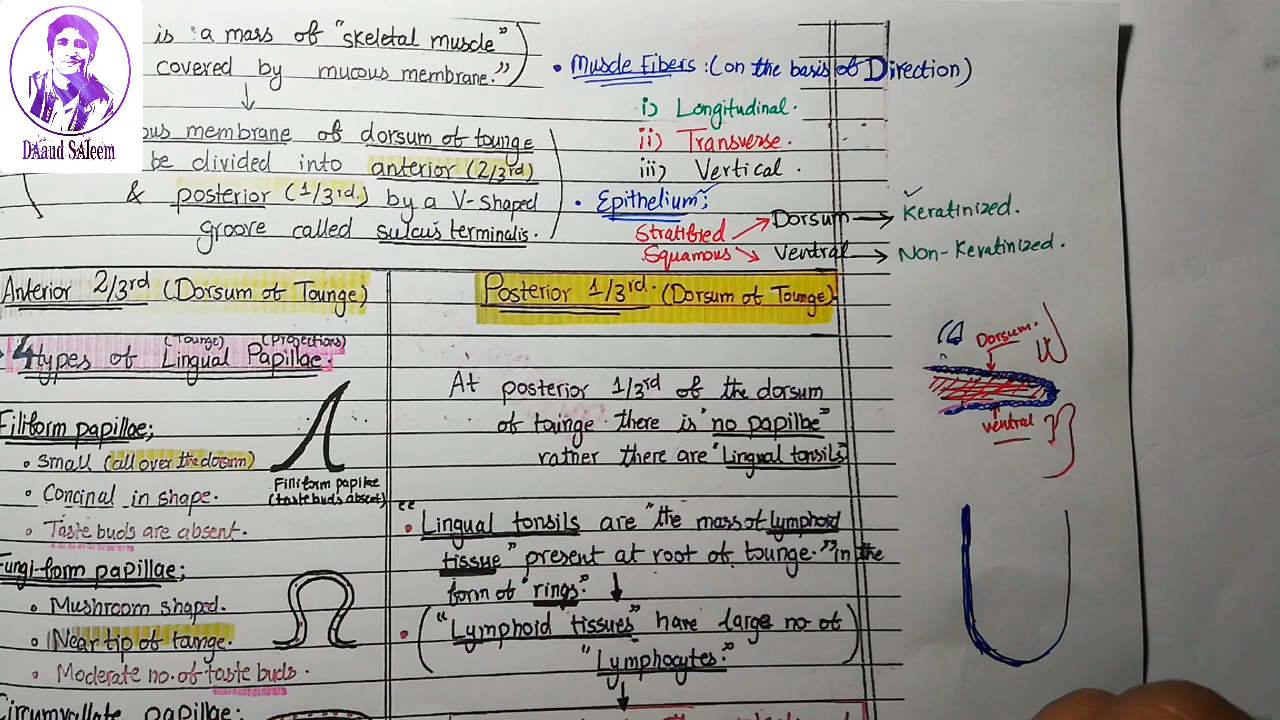 is a mass of "skeletal muscle"
covered by mucous membrane."
ous membrane of dorsum of tounge
be divided into anterior (2/3rd)
& posterior (1/3rd.) by a V-shaped
groove called sulcus terminalis.
• Muscle Fibers: (on the basis of Direction)
i) Longitudinal.
ii) Transverse.
iii) Vertical.
• Epithelium;
Stratified Squamous
Dorsum → Keratinized.
Ventral → Non-Keratinized.
DAaud SAleem
Anterior 2/3rd (Dorsum of Tounge)
4 types of Lingual Papillae.
(Tounge) (projections)
Filiform papillae;
• Small (all over the dorsum)
• Concinal in shape.
• Taste buds are absent.
Filiform papillae
(taste buds absent)
Fungi-form papillae;
• Mushroom shaped.
• Near tip of tounge.
• Moderate no. of taste buds.
Circumvallate papillae;
Posterior 1/3rd. (Dorsum of Tounge)
At posterior 1/3rd of the dorsum
of tounge there is "no papillae"
rather there are "Lingual tonsils"
• Lingual tonsils are "the mass of lymphoid
tissue" present at root of tounge." in the
form of "rings."
• ("Lymphoid tissues" have large no of
"Lymphocytes.")
Dorsum.
ventral